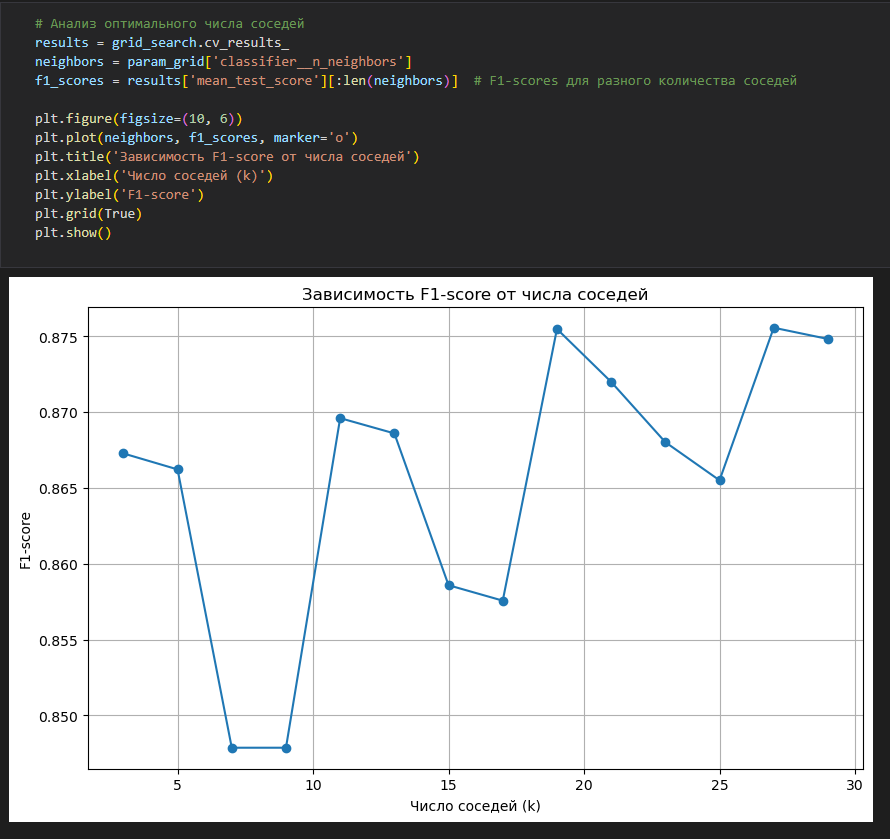 # Анализ оптимального числа соседей
results = grid_search.cv_results_
neighbors = param_grid['classifier__n_neighbors']
f1_scores = results['mean_test_score'][:len(neighbors)]  # F1-scores для разного количества соседей
plt.figure(figsize=(10, 6))
plt.plot(neighbors, f1_scores, marker='o')
plt.title('Зависимость F1-score от числа соседей')
plt.xlabel('Число соседей (k)')
plt.ylabel('F1-score')
plt.grid(True)
plt.show()
Зависимость F1-score от числа соседей
0.875
0.870
0.865
0.860
0.855
0.850
F1-score
5 10 15 20 25 30
Число соседей (k)